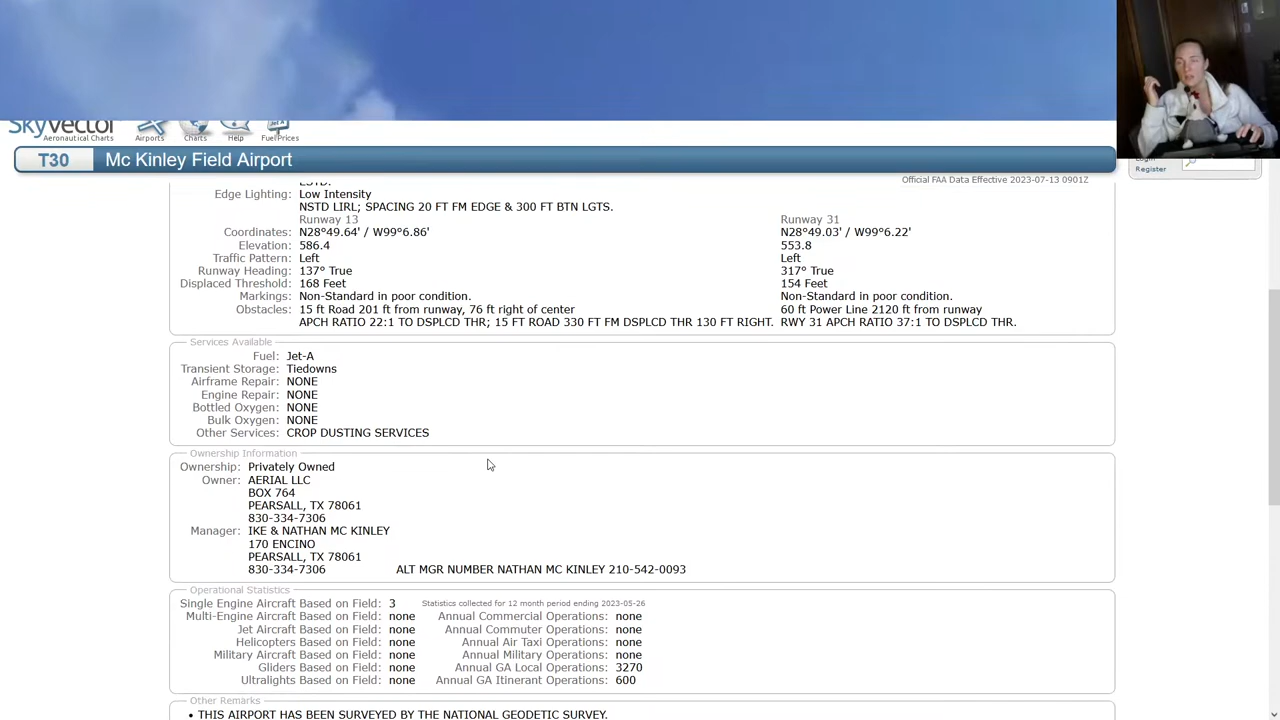 SkyVector
Aeronautical Charts
Airports
Charts
Help
Fuel Prices
T30
Mc Kinley Field Airport
Login
Register
Official FAA Data Effective 2023-07-13 0901Z
ESTD.
Edge Lighting: Low Intensity
NSTD LIRL; SPACING 20 FT FM EDGE & 300 FT BTN LGTS.
Runway 13 Runway 31
Coordinates: N28°49.64' / W99°6.86' N28°49.03' / W99°6.22'
Elevation: 586.4 553.8
Traffic Pattern: Left Left
Runway Heading: 137° True 317° True
Displaced Threshold: 168 Feet 154 Feet
Markings: Non-Standard in poor condition. Non-Standard in poor condition.
Obstacles: 15 ft Road 201 ft from runway, 76 ft right of center 60 ft Power Line 2120 ft from runway
APCH RATIO 22:1 TO DSPLCD THR; 15 FT ROAD 330 FT FM DSPLCD THR 130 FT RIGHT. RWY 31 APCH RATIO 37:1 TO DSPLCD THR.
Services Available
Fuel: Jet-A
Transient Storage: Tiedowns
Airframe Repair: NONE
Engine Repair: NONE
Bottled Oxygen: NONE
Bulk Oxygen: NONE
Other Services: CROP DUSTING SERVICES
Ownership Information
Ownership: Privately Owned
Owner: AERIAL LLC
BOX 764
PEARSALL, TX 78061
830-334-7306
Manager: IKE & NATHAN MC KINLEY
170 ENCINO
PEARSALL, TX 78061
830-334-7306 ALT MGR NUMBER NATHAN MC KINLEY 210-542-0093
Operational Statistics
Single Engine Aircraft Based on Field: 3 Statistics collected for 12 month period ending 2023-05-26
Multi-Engine Aircraft Based on Field: none Annual Commercial Operations: none
Jet Aircraft Based on Field: none Annual Commuter Operations: none
Helicopters Based on Field: none Annual Air Taxi Operations: none
Military Aircraft Based on Field: none Annual Military Operations: none
Gliders Based on Field: none Annual GA Local Operations: 3270
Ultralights Based on Field: none Annual GA Itinerant Operations: 600
Other Remarks
• THIS AIRPORT HAS BEEN SURVEYED BY THE NATIONAL GEODETIC SURVEY.